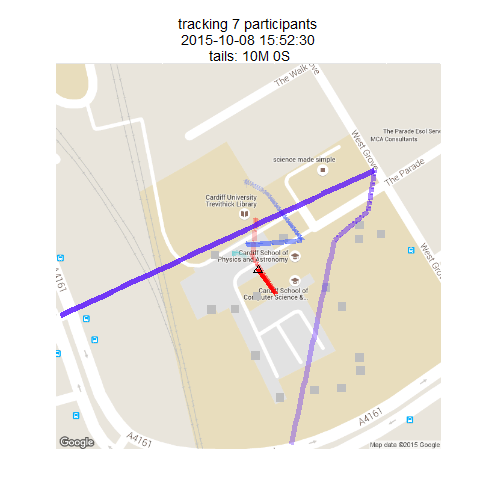 tracking 7 participants
2015-10-08 15:52:30
tails: 10M 0S
The Walk
Grove
West Grove
The Parade Esol Serv
MCA Consultants
science made simple
The Parade
Cardiff University
Trevithick Library
West Gro
Cardiff School of
Physics and Astronomy
Cardiff School of
Computer Science &...
A4161
A4161
A4161
Google
Map data ©2015 Google